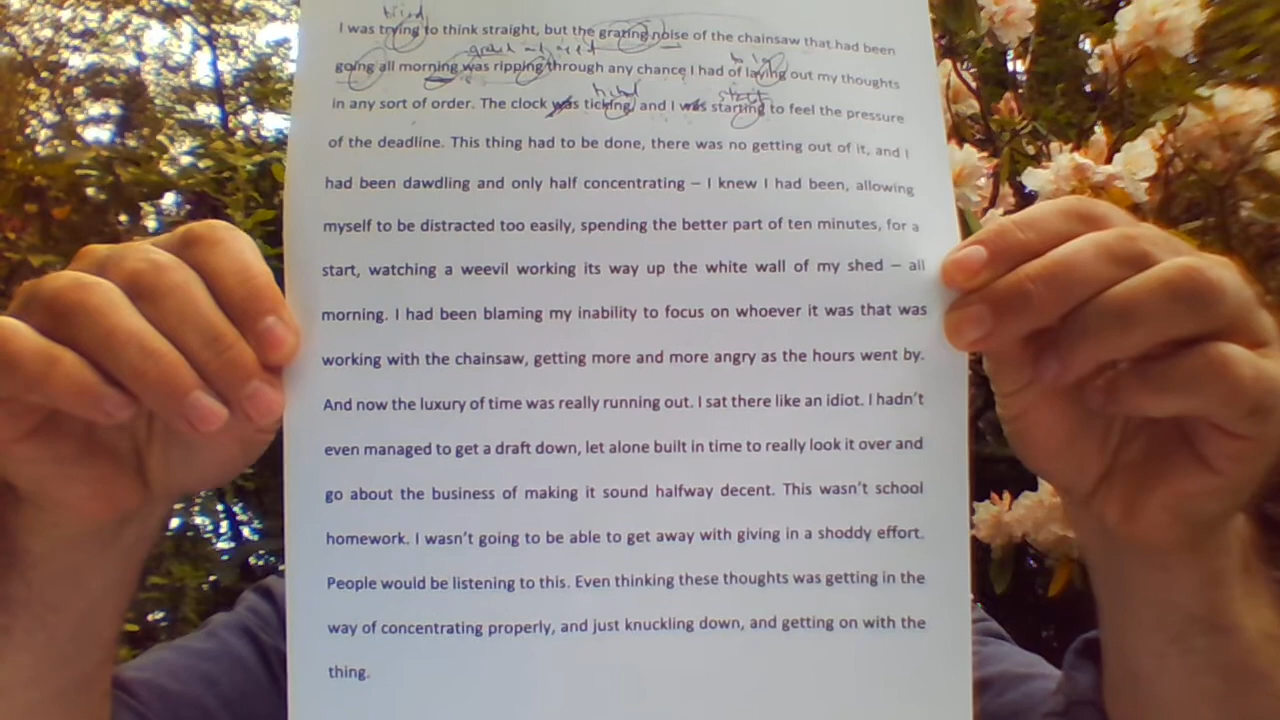 tried
I was trying to think straight, but the grating noise of the chainsaw that had been
going all morning was ripping through any chance I had of laying out my thoughts
in any sort of order. The clock was ticking, and I was starting to feel the pressure
of the deadline. This thing had to be done, there was no getting out of it, and I
had been dawdling and only half concentrating – I knew I had been, allowing
myself to be distracted too easily, spending the better part of ten minutes, for a
start, watching a weevil working its way up the white wall of my shed – all
morning. I had been blaming my inability to focus on whoever it was that was
working with the chainsaw, getting more and more angry as the hours went by.
And now the luxury of time was really running out. I sat there like an idiot. I hadn't
even managed to get a draft down, let alone built in time to really look it over and
go about the business of making it sound halfway decent. This wasn't school
homework. I wasn't going to be able to get away with giving in a shoddy effort.
People would be listening to this. Even thinking these thoughts was getting in the
way of concentrating properly, and just knuckling down, and getting on with the
thing.